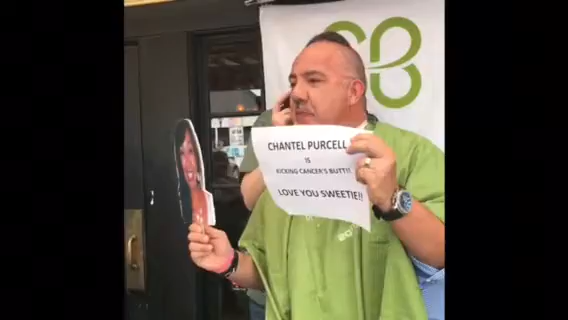 CHANTEL PURCELL
IS
KICKING CANCER'S BUTT!!
LOVE YOU SWEETIE!!